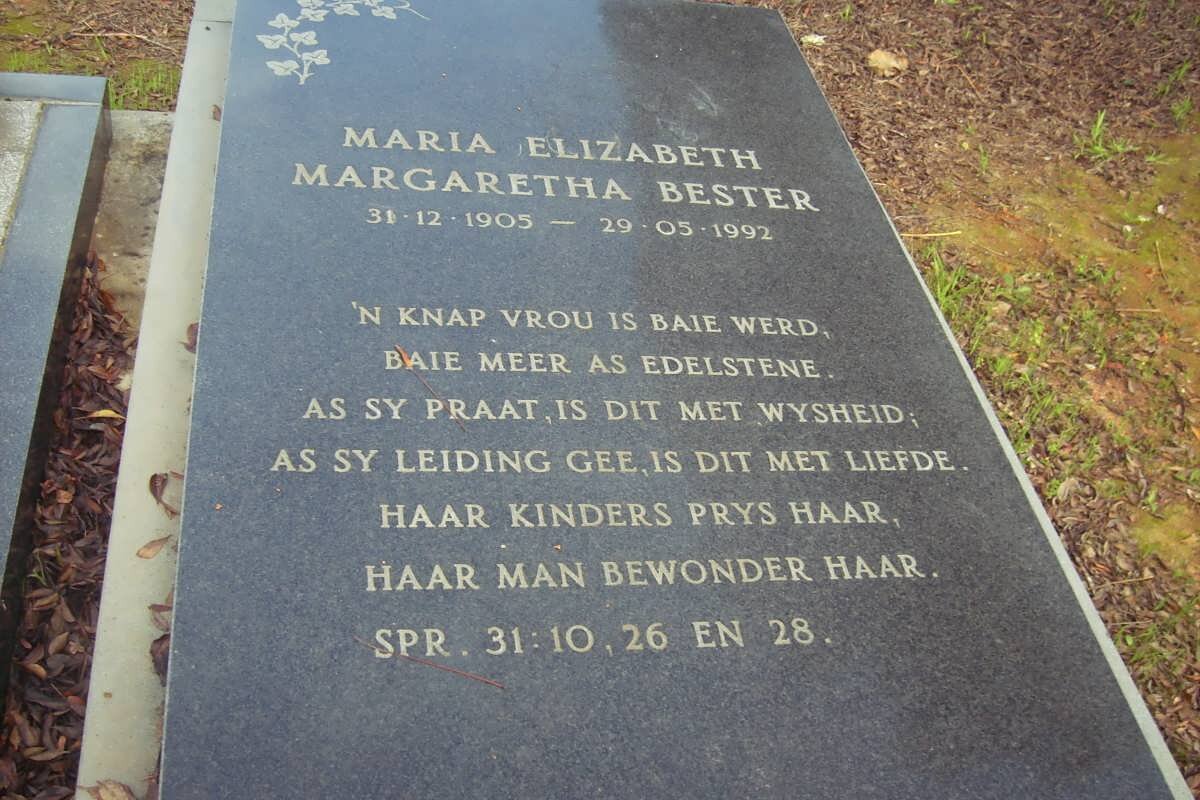 MARIA ELIZABETH
MARGARETHA BESTER
31·12·1905 — 29·05·1992
'N KNAP VROU IS BAIE WERD,
BAIE MEER AS EDELSTENE.
AS SY PRAAT, IS DIT MET WYSHEID;
AS SY LEIDING GEE, IS DIT MET LIEFDE.
HAAR KINDERS PRYS HAAR,
HAAR MAN BEWONDER HAAR.
SPR. 31:10, 26 EN 28.